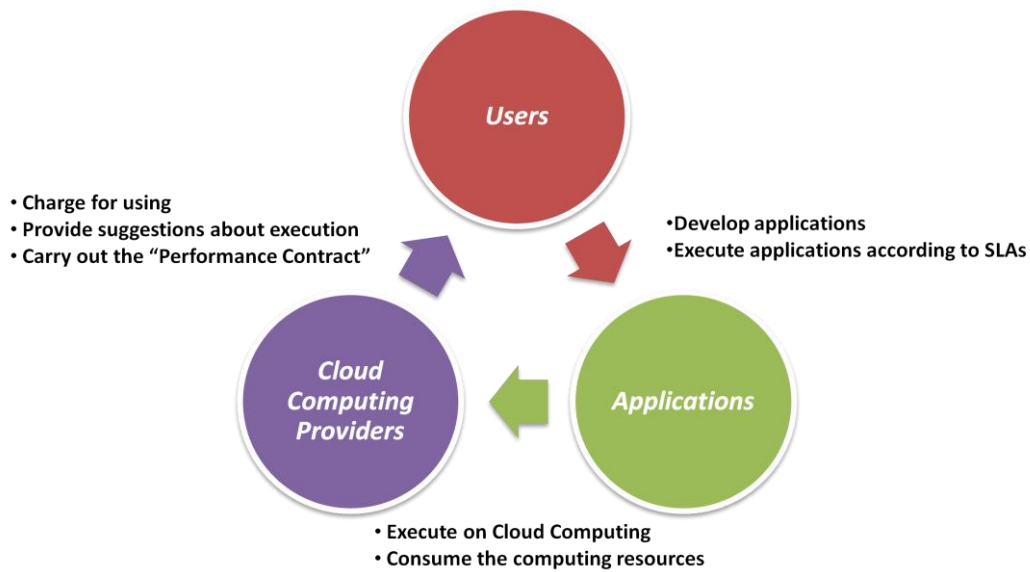 Users
• Charge for using
• Provide suggestions about execution
• Carry out the “Performance Contract”
•Develop applications
•Execute applications according to SLAs
Cloud
Computing
Providers
Applications
• Execute on Cloud Computing
• Consume the computing resources